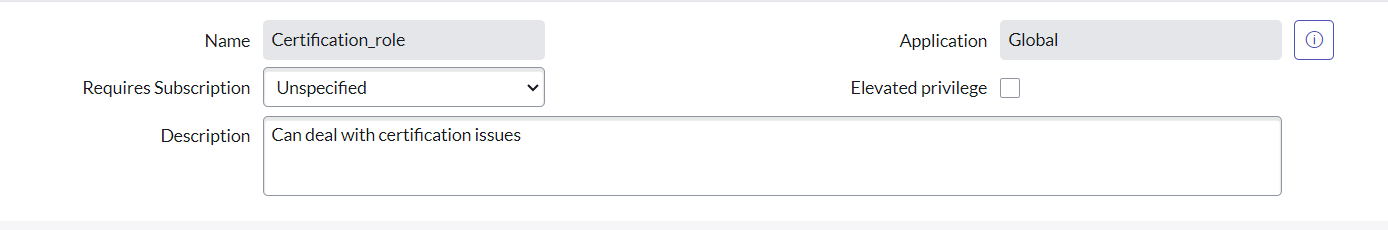 Name Certification_role Application Global
Requires Subscription Unspecified Elevated privilege
Description Can deal with certification issues